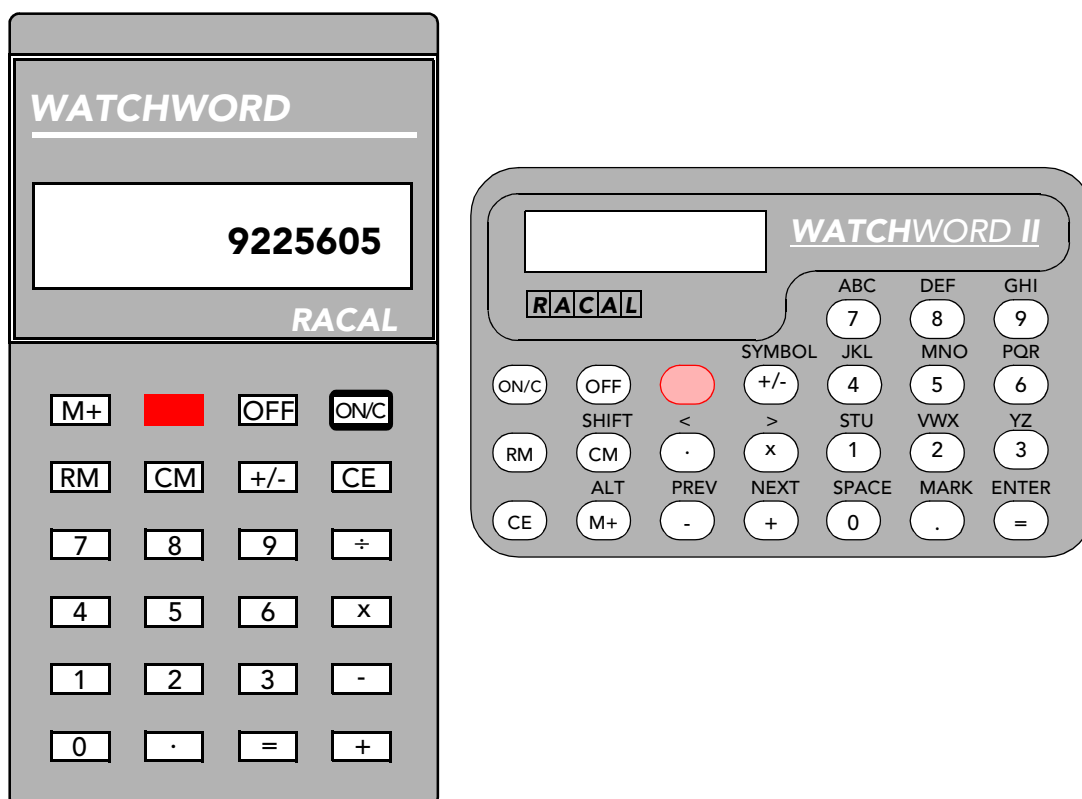 WATCHWORD
9225605
RACAL
M+ OFF ON/C
RM CM +/- CE
7 8 9 ÷
4 5 6 x
1 2 3 -
0 · = +
WATCHWORD II
RACAL
ABC DEF GHI
7 8 9
SYMBOL JKL MNO PQR
ON/C OFF +/- 4 5 6
SHIFT < > STU VWX YZ
RM CM · x 1 2 3
ALT PREV NEXT SPACE MARK ENTER
CE M+ - + 0 . =